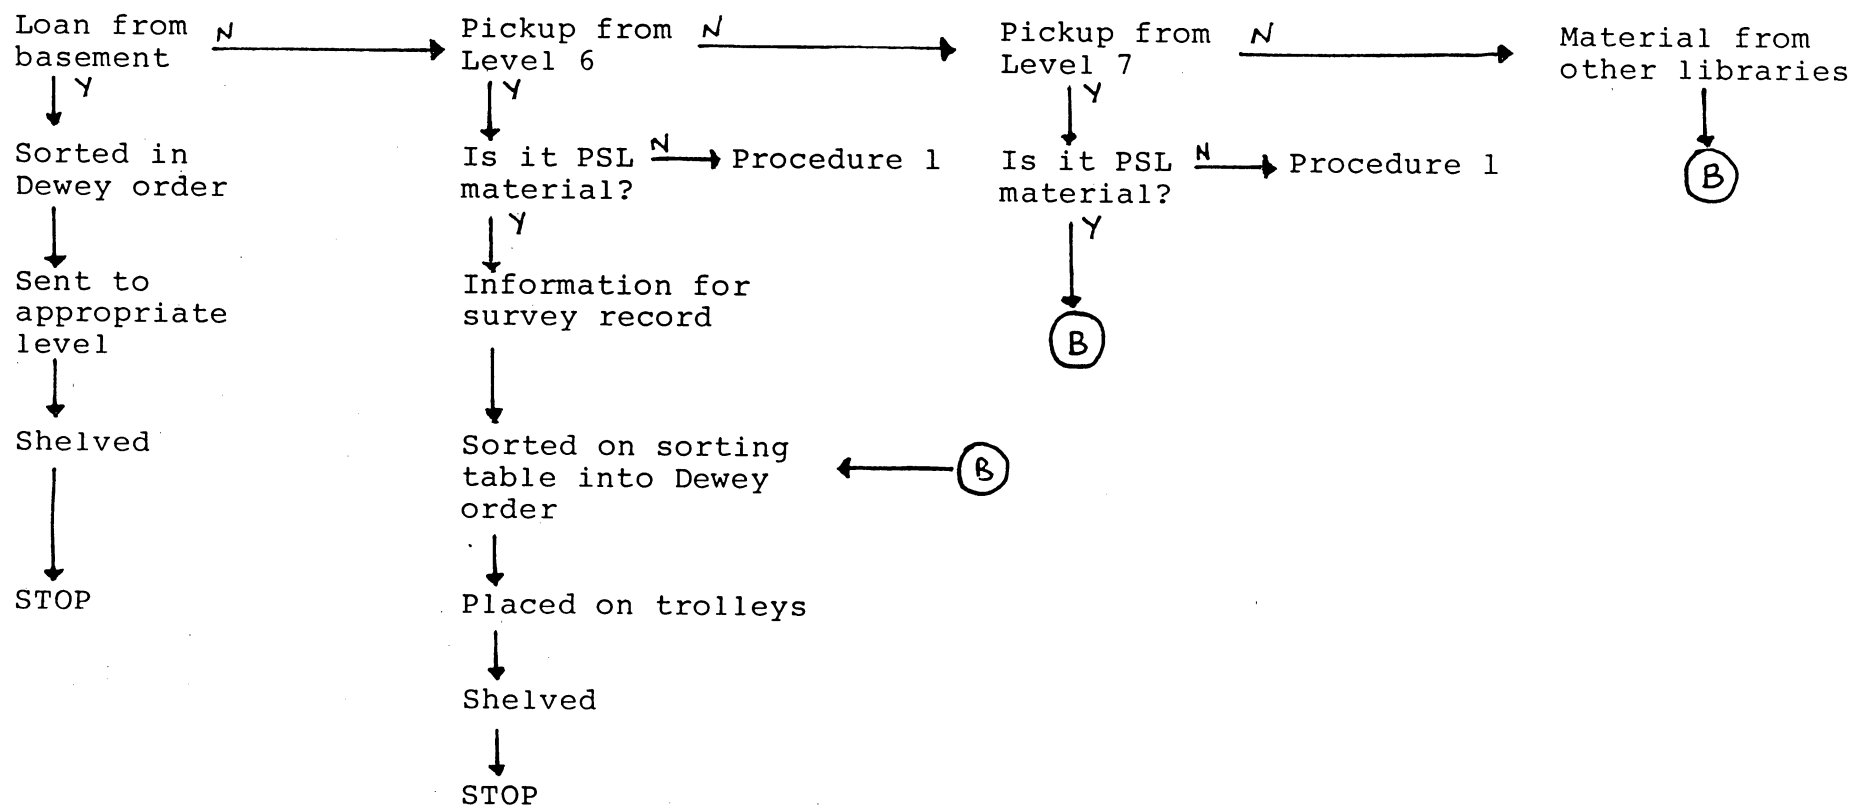 Loan from
basement
N
Y
Sorted in
Dewey order
Sent to
appropriate
level
Shelved
STOP
Pickup from
Level 6
N
Y
Is it PSL
material?
N
Procedure 1
Y
Information for
survey record
Sorted on sorting
table into Dewey
order
B
Placed on trolleys
Shelved
STOP
Pickup from
Level 7
N
Y
Is it PSL
material?
N
Procedure 1
Y
B
Material from
other libraries
B